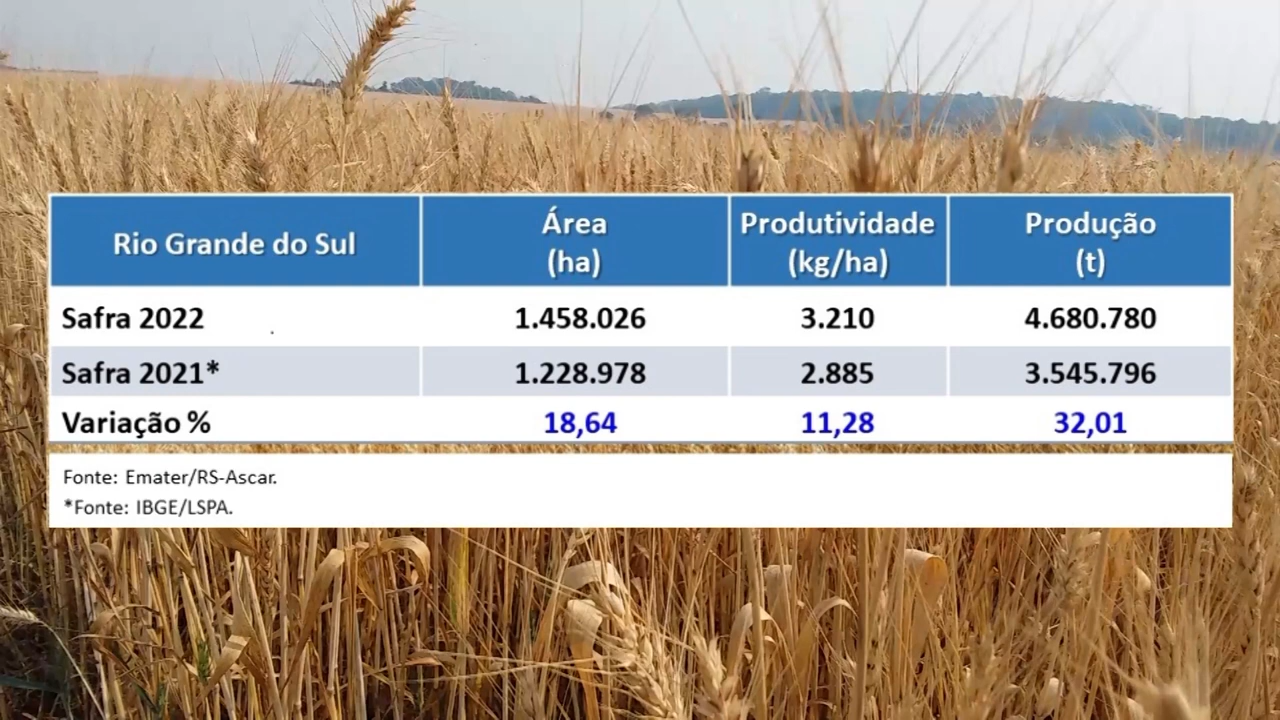 Rio Grande do Sul
Área
(ha)
Produtividade
(kg/ha)
Produção
(t)
Safra 2022 1.458.026 3.210 4.680.780
Safra 2021* 1.228.978 2.885 3.545.796
Variação % 18,64 11,28 32,01
Fonte: Emater/RS-Ascar.
*Fonte: IBGE/LSPA.